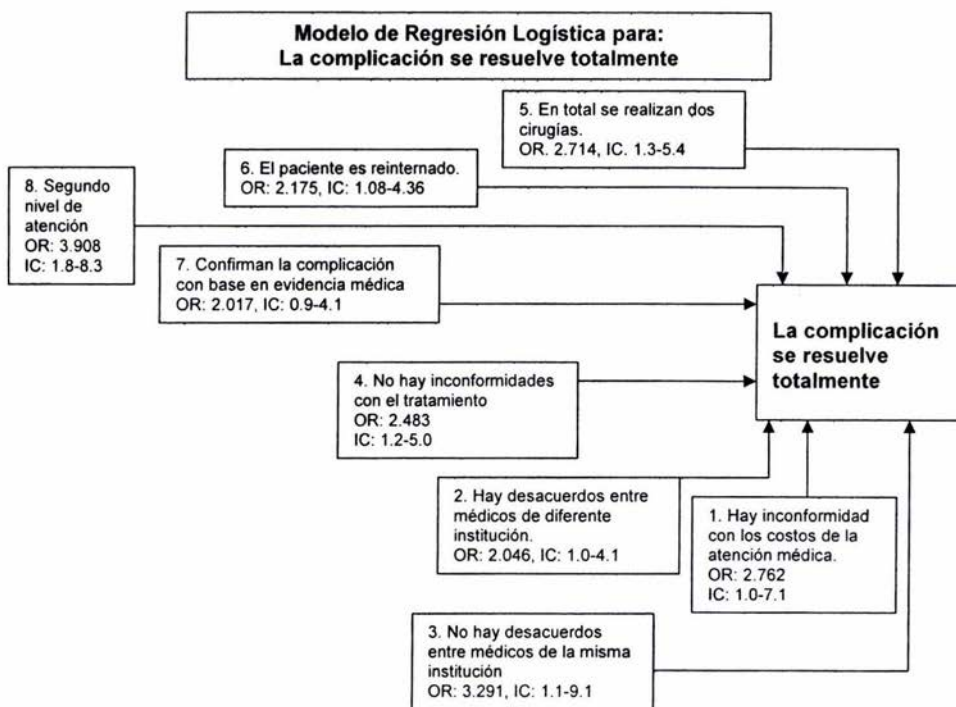 Modelo de Regresión Logística para:
La complicación se resuelve totalmente
5. En total se realizan dos
cirugías.
OR. 2.714, IC. 1.3-5.4
6. El paciente es reinternado.
OR: 2.175, IC: 1.08-4.36
8. Segundo
nivel de
atención
OR: 3.908
IC: 1.8-8.3
7. Confirman la complicación
con base en evidencia médica
OR: 2.017, IC: 0.9-4.1
La complicación
se resuelve
totalmente
4. No hay inconformidades
con el tratamiento
OR: 2.483
IC: 1.2-5.0
2. Hay desacuerdos entre
médicos de diferente
institución.
OR: 2.046, IC: 1.0-4.1
1. Hay inconformidad
con los costos de la
atención médica.
OR: 2.762
IC: 1.0-7.1
3. No hay desacuerdos
entre médicos de la misma
institución
OR: 3.291, IC: 1.1-9.1